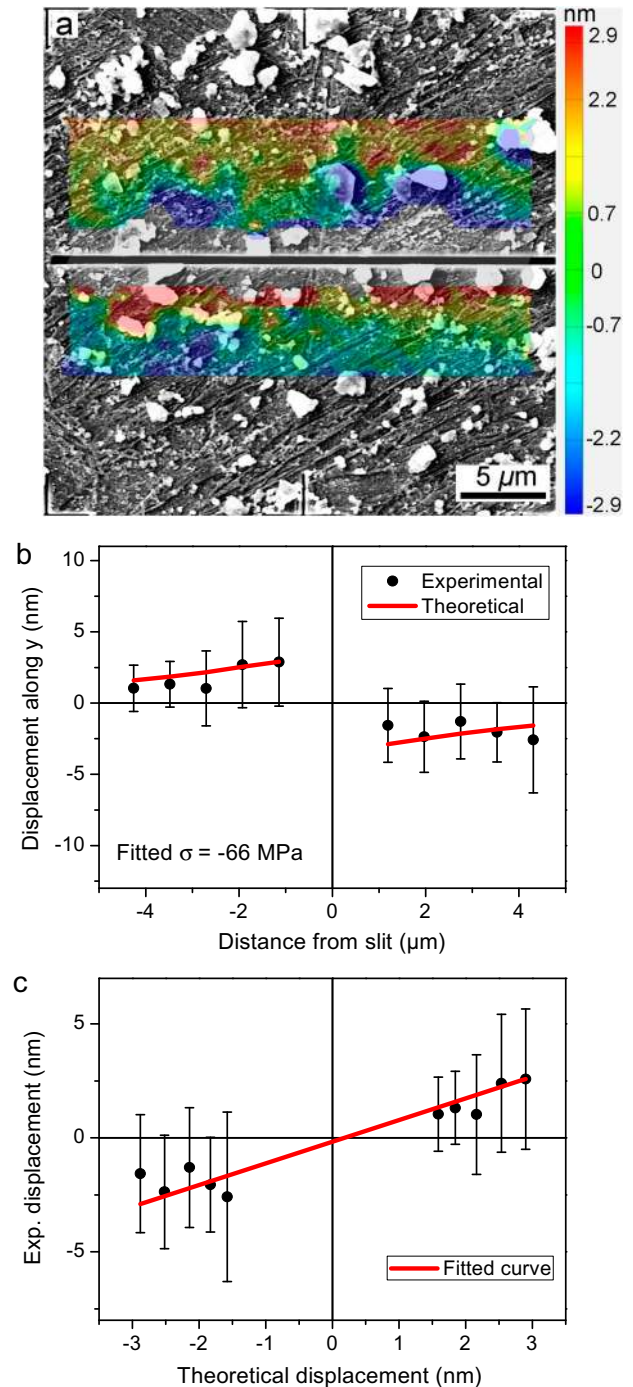 a
nm
2.9
2.2
0.7
0
-0.7
-2.2
-2.9
5 µm
b
Displacement along y (nm)
10
5
0
-5
-10
Experimental
Theoretical
Fitted σ = -66 MPa
-4 -2 0 2 4
Distance from slit (µm)
c
Exp. displacement (nm)
5
0
-5
Fitted curve
-3 -2 -1 0 1 2 3
Theoretical displacement (nm)